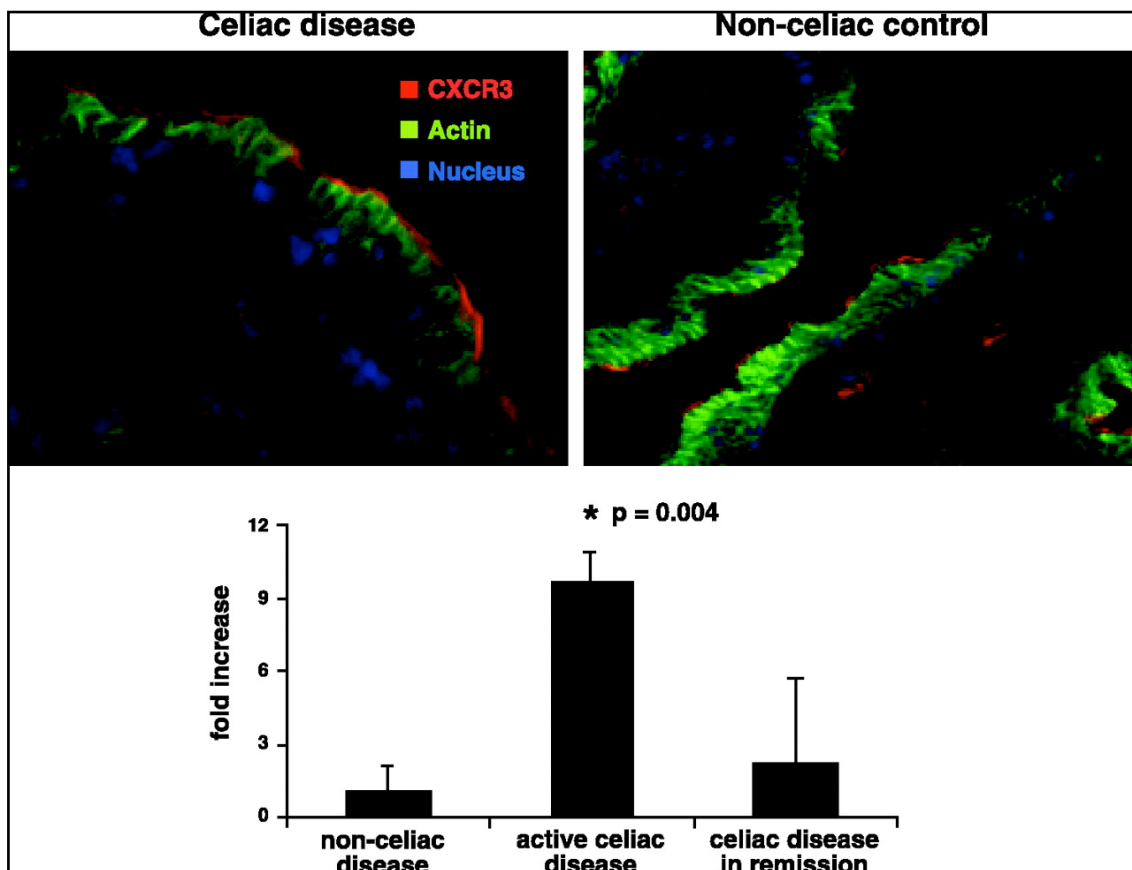 Celiac disease
Non-celiac control
CXCR3
Actin
Nucleus
* p = 0.004
12
9
6
3
0
fold increase
non-celiac
disease
active celiac
disease
celiac disease
in remission